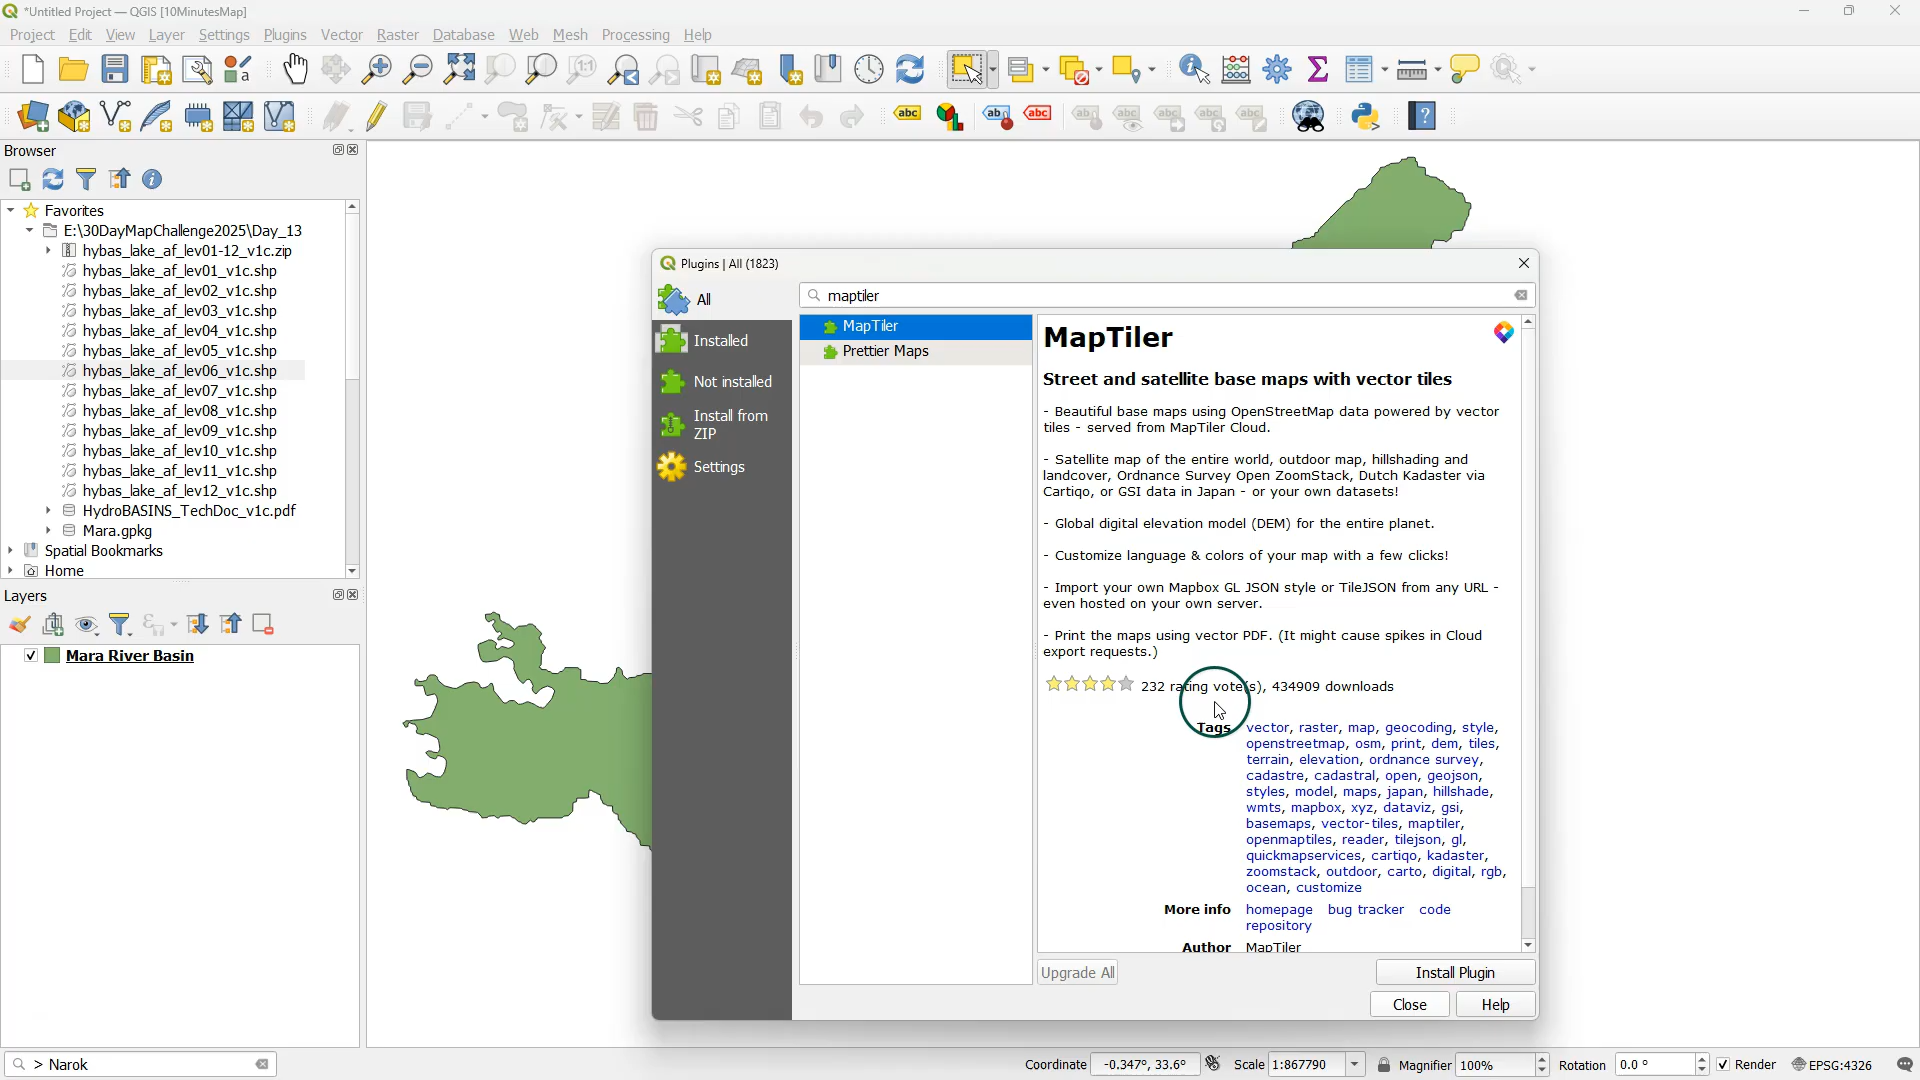 *Untitled Project — QGIS [10MinutesMap]
Project Edit View Layer Settings Plugins Vector Raster Database Web Mesh Processing Help
Browser
Favorites
E:\30DayMapChallenge2025\Day_13
hybas_lake_af_lev01-12_v1c.zip
hybas_lake_af_lev01_v1c.shp
hybas_lake_af_lev02_v1c.shp
hybas_lake_af_lev03_v1c.shp
hybas_lake_af_lev04_v1c.shp
hybas_lake_af_lev05_v1c.shp
hybas_lake_af_lev06_v1c.shp
hybas_lake_af_lev07_v1c.shp
hybas_lake_af_lev08_v1c.shp
hybas_lake_af_lev09_v1c.shp
hybas_lake_af_lev10_v1c.shp
hybas_lake_af_lev11_v1c.shp
hybas_lake_af_lev12_v1c.shp
HydroBASINS_TechDoc_v1c.pdf
Mara.gpkg
Spatial Bookmarks
Home
Layers
Mara River Basin
Plugins | All (1823)
All
Installed
Not installed
Install from
ZIP
Settings
maptiler
MapTiler
Prettier Maps
MapTiler
Street and satellite base maps with vector tiles
- Beautiful base maps using OpenStreetMap data powered by vector
tiles - served from MapTiler Cloud.
- Satellite map of the entire world, outdoor map, hillshading and
landcover, Ordnance Survey Open ZoomStack, Dutch Kadaster via
Cartiqo, or GSI data in Japan - or your own datasets!
- Global digital elevation model (DEM) for the entire planet.
- Customize language & colors of your map with a few clicks!
- Import your own Mapbox GL JSON style or TileJSON from any URL -
even hosted on your own server.
- Print the maps using vector PDF. (It might cause spikes in Cloud
export requests.)
232 rating vote(s), 434909 downloads
Tags vector, raster, map, geocoding, style,
openstreetmap, osm, print, dem, tiles,
terrain, elevation, ordnance survey,
cadastre, cadastral, open, geojson,
styles, model, maps, japan, hillshade,
wmts, mapbox, xyz, dataviz, gsi,
basemaps, vector-tiles, maptiler,
openmaptiles, reader, tilejson, gl,
quickmapservices, cartiqo, kadaster,
zoomstack, outdoor, carto, digital, rgb,
ocean, customize
More info homepage bug tracker code
repository
Author MapTiler
Upgrade All Install Plugin
Close Help
> Narok
Coordinate -0.347°, 33.6° Scale 1:867790 Magnifier 100% Rotation 0.0 ° Render EPSG:4326